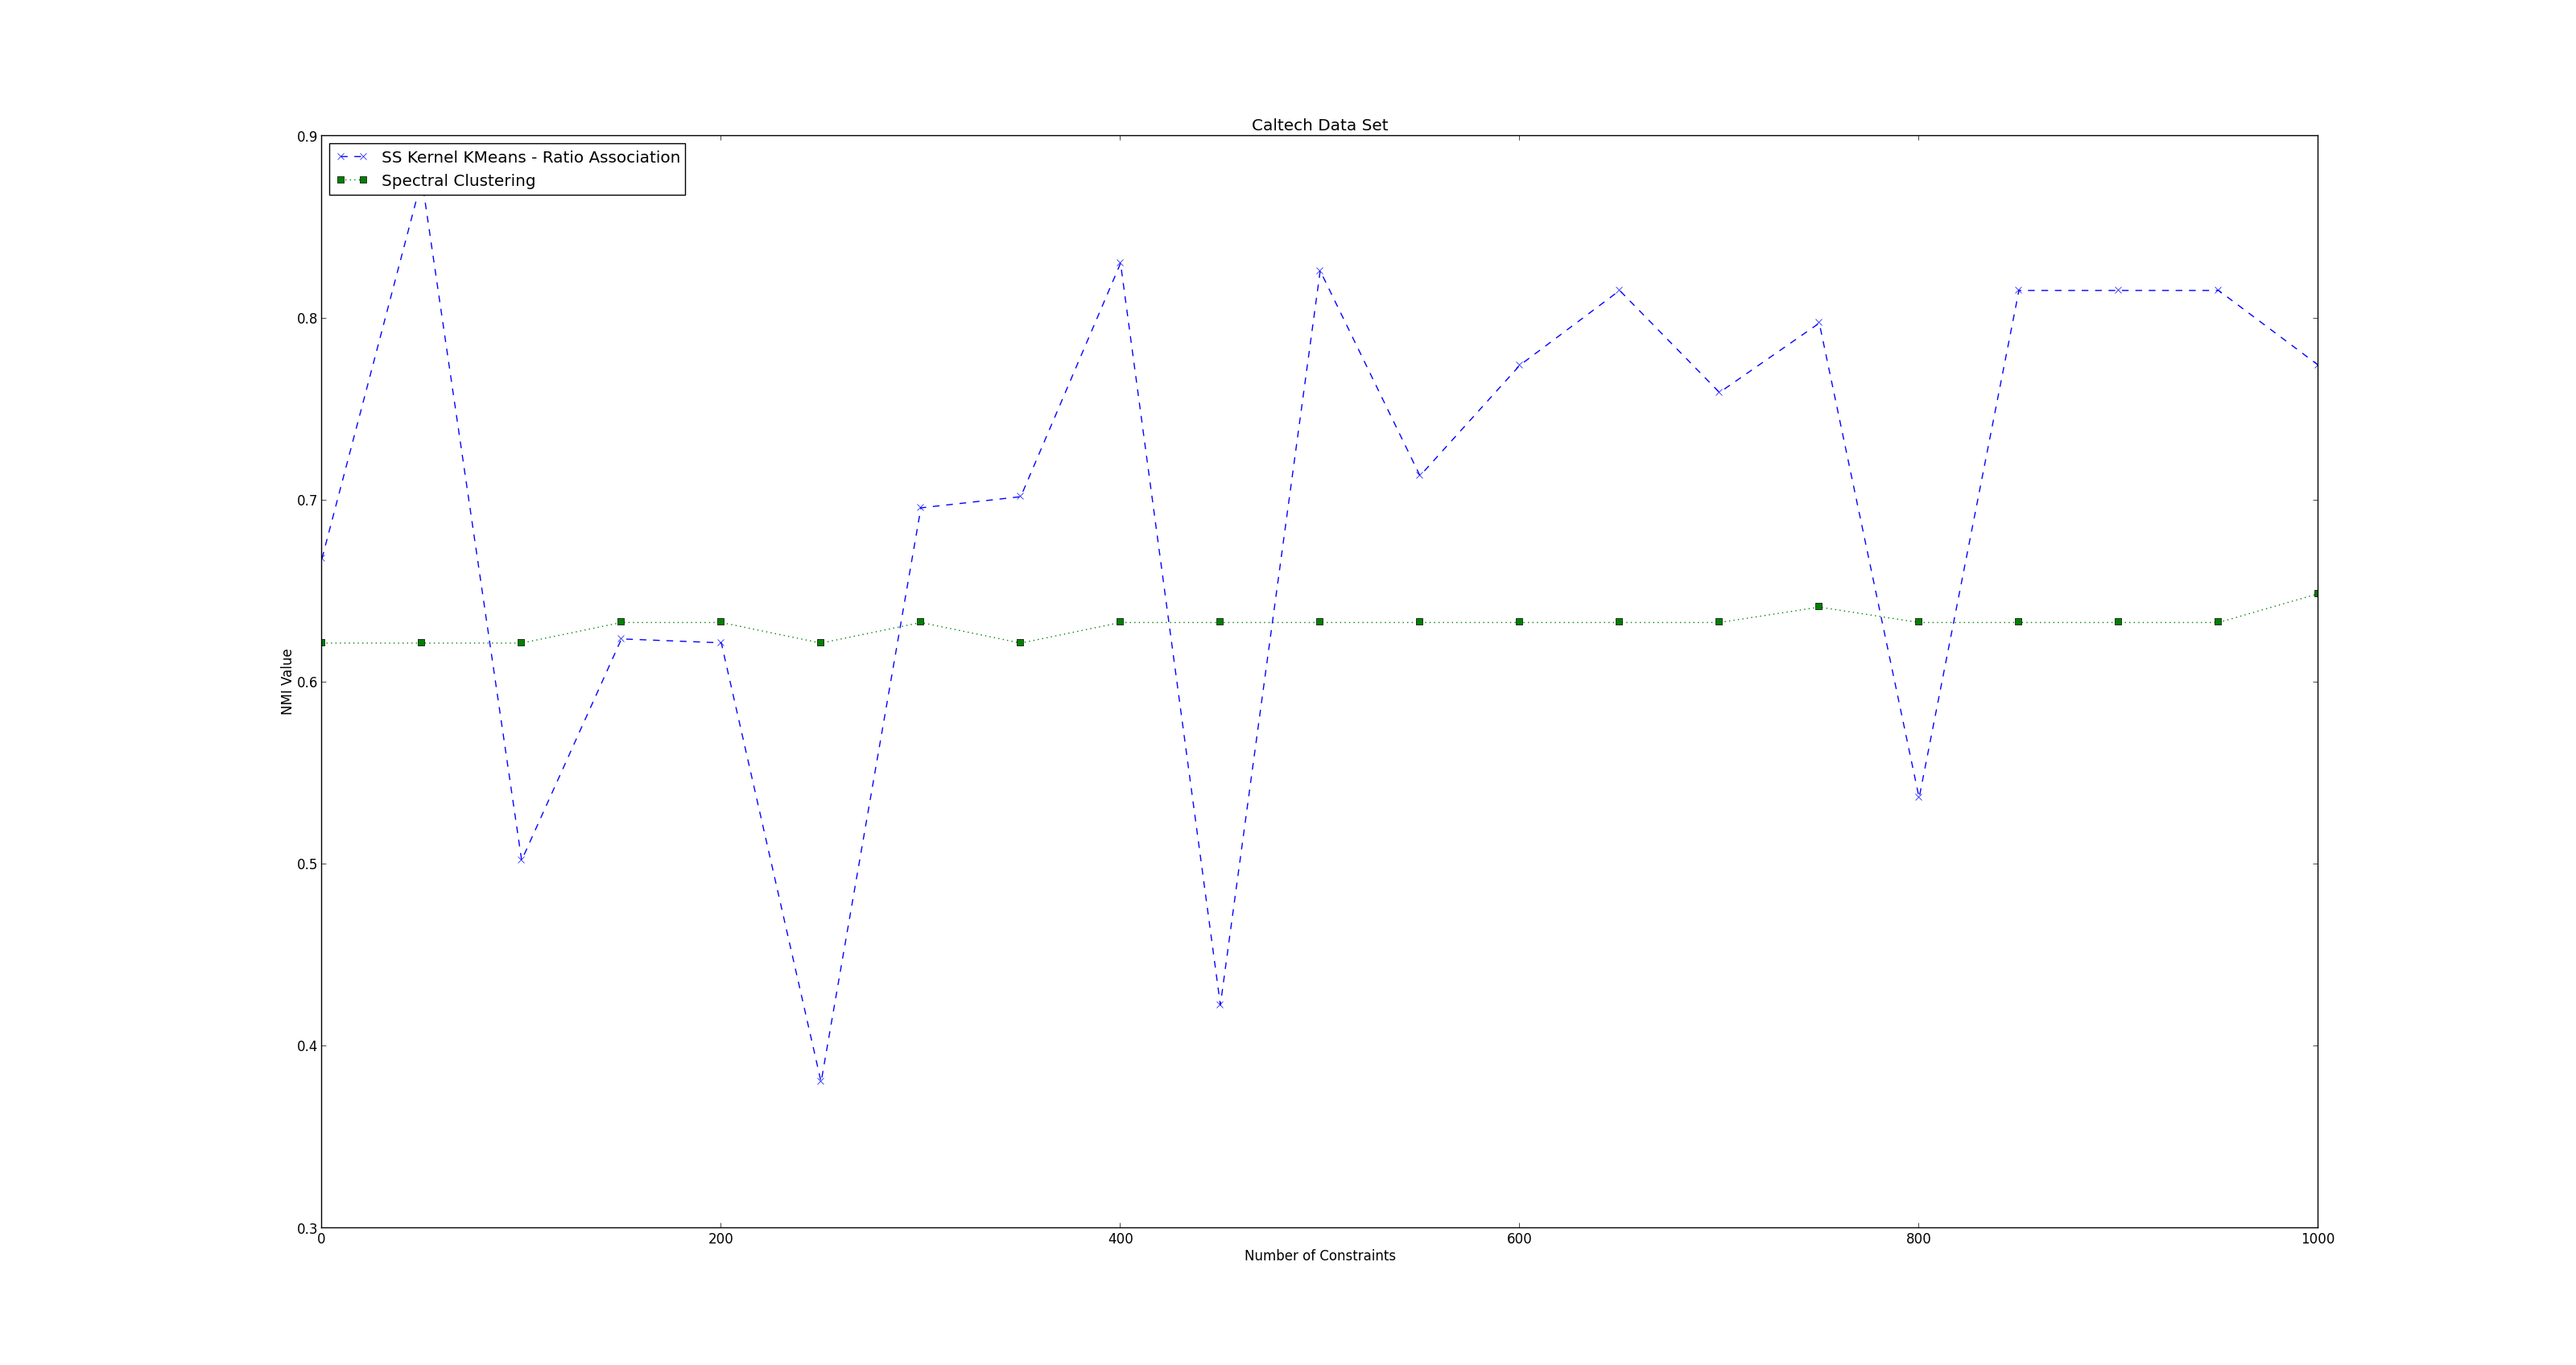 Caltech Data Set
SS Kernel KMeans - Ratio Association
Spectral Clustering
0.9
0.8
0.7
0.6
0.5
0.4
0.3
NMI Value
0 200 400 600 800 1000
Number of Constraints